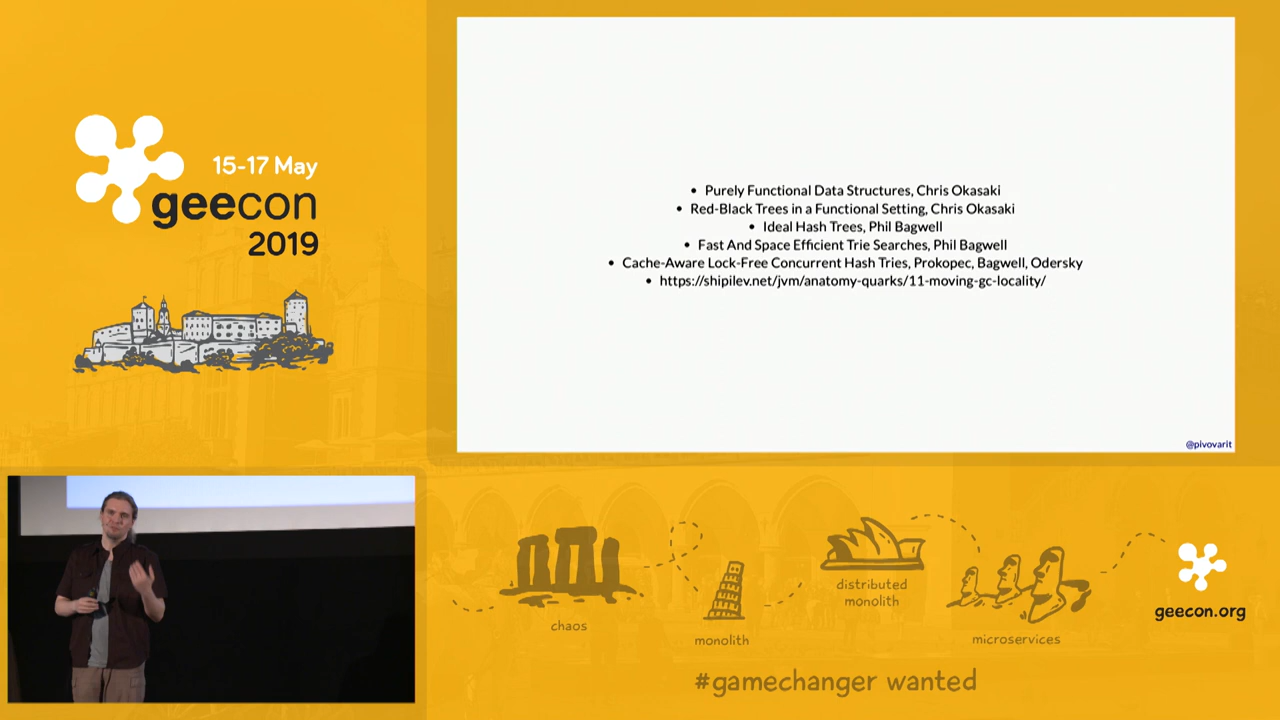 15-17 May
geecon
2019
• Purely Functional Data Structures, Chris Okasaki
• Red-Black Trees in a Functional Setting, Chris Okasaki
• Ideal Hash Trees, Phil Bagwell
• Fast And Space Efficient Trie Searches, Phil Bagwell
• Cache-Aware Lock-Free Concurrent Hash Tries, Prokopec, Bagwell, Odersky
• https://shipilev.net/jvm/anatomy-quarks/11-moving-gc-locality/
@pivovarit
chaos
monolith
distributed
monolith
microservices
geecon.org
#gamechanger wanted